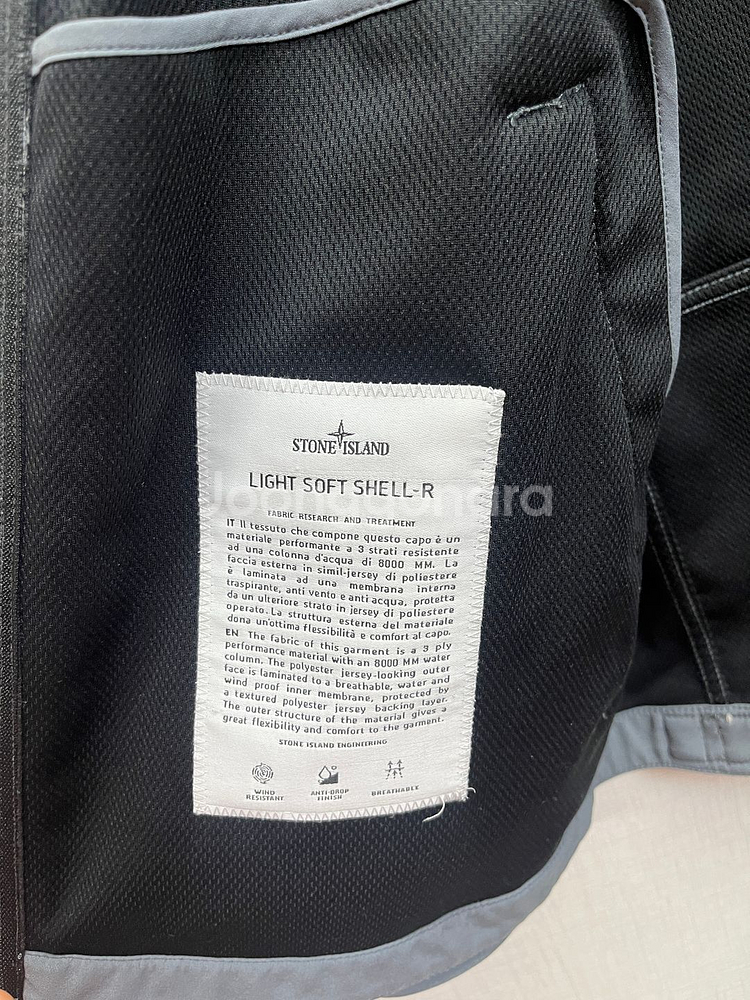 STONE ISLAND
LIGHT SOFT SHELL-R
Joongonara
FABRIC RESEARCH AND TREATMENT
IT Il tessuto che compone questo capo è un
materiale performante a 3 strati resistente
ad una colonna d'acqua di 8000 MM. La
faccia esterna in simil-jersey di poliestere
è laminata ad una membrana interna
traspirante, anti vento e anti acqua, protetta
da un ulteriore strato in jersey di poliestere
operato. La struttura esterna del materiale
dona un'ottima flessibilità e comfort al capo.
EN The fabric of this garment is a 3 ply
performance material with an 8000 MM water
column. The polyester jersey-looking outer
face is laminated to a breathable, water and
wind proof inner membrane, protected by
a textured polyester jersey backing layer.
The outer structure of the material gives a
great flexibility and comfort to the garment.
STONE ISLAND ENGINEERING
WIND
RESISTANT
ANTI-DROP
FINISH
BREATHABLE